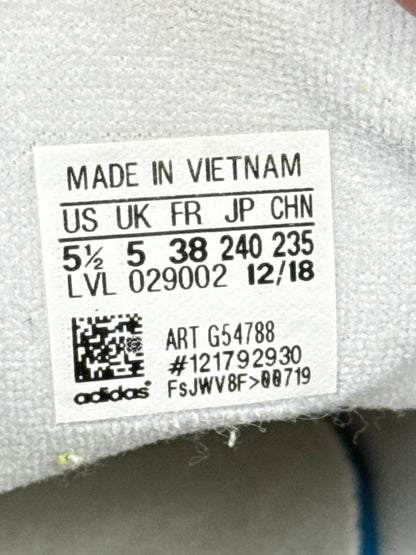 MADE IN VIETNAM
US UK FR JP CHN
5½ 5 38 240 235
LVL 029002 12/18
ART G54788
#121792930
adidas® FsJWV8F>00719